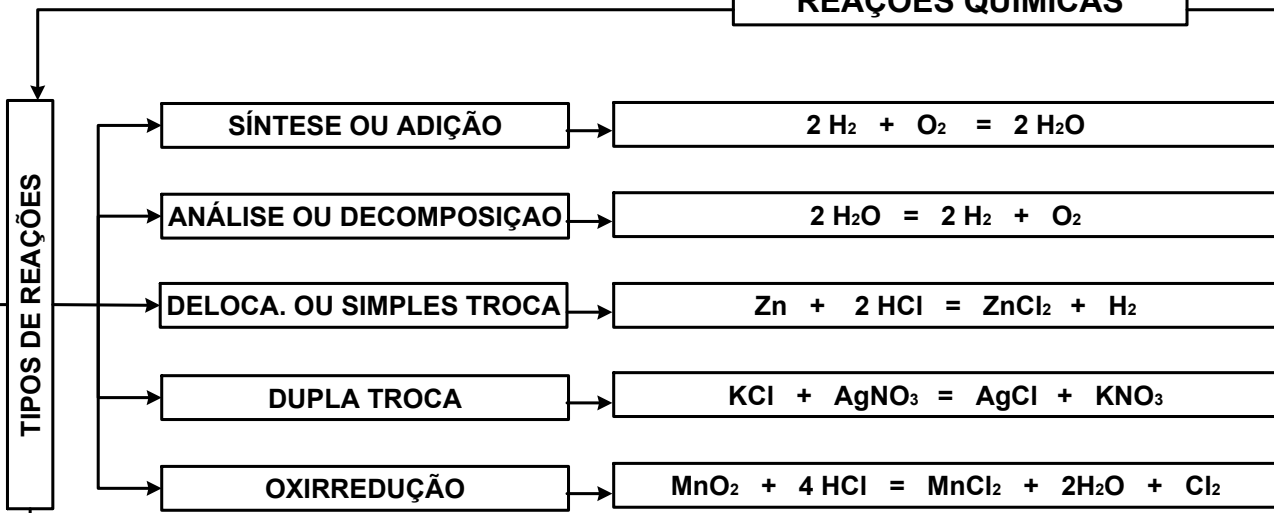 REAÇÕES QUÍMICAS
TIPOS DE REAÇÕES
SÍNTESE OU ADIÇÃO
2 H₂ + O₂ = 2 H₂O
ANÁLISE OU DECOMPOSIÇAO
2 H₂O = 2 H₂ + O₂
DELOCA. OU SIMPLES TROCA
Zn + 2 HCl = ZnCl₂ + H₂
DUPLA TROCA
KCl + AgNO₃ = AgCl + KNO₃
OXIRREDUÇÃO
MnO₂ + 4 HCl = MnCl₂ + 2H₂O + Cl₂